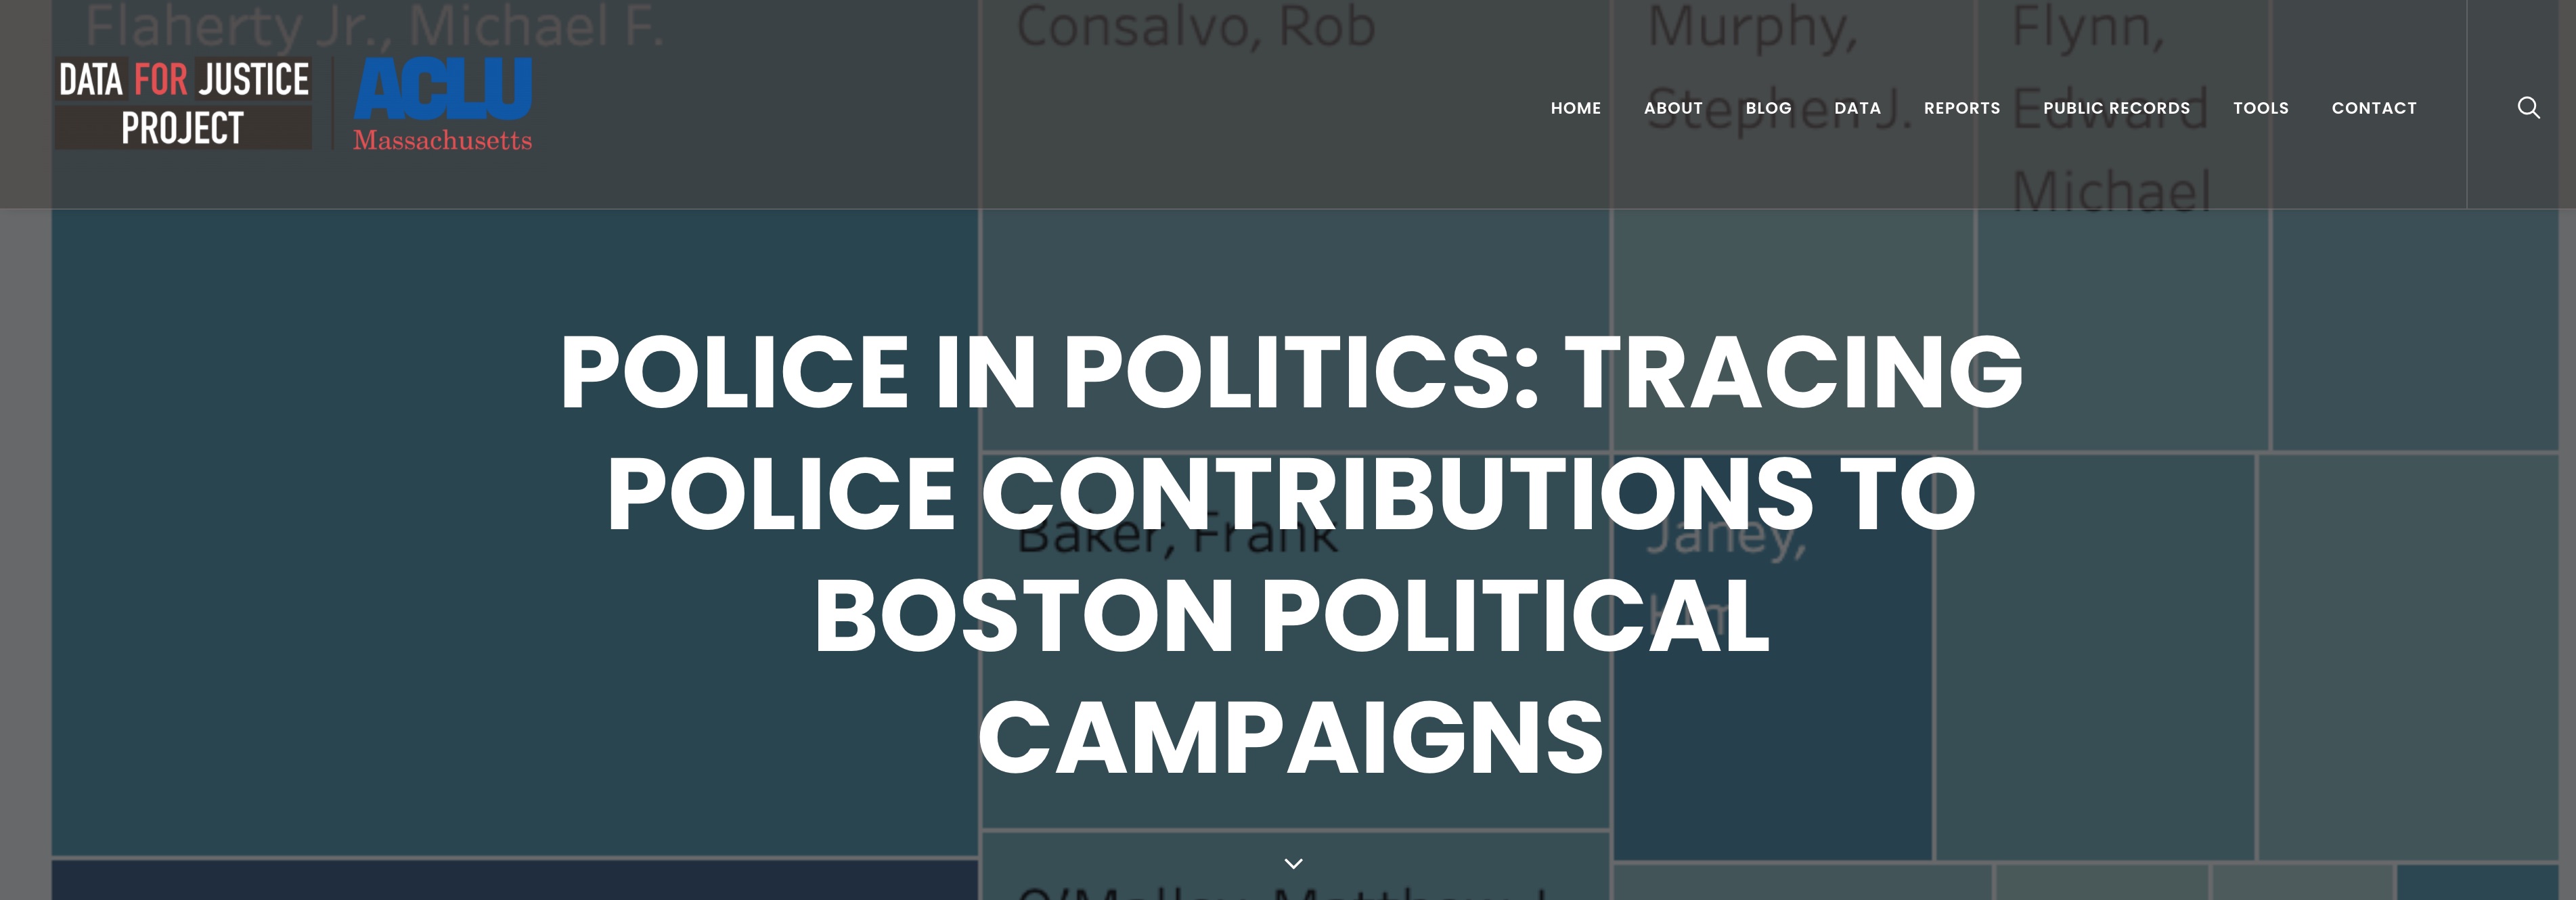 Flaherty Jr., Michael F.
Consalvo, Rob
Murphy,
Stephen J.
Flynn,
Edward
Michael
DATA FOR JUSTICE
PROJECT
ACLU
Massachusetts
HOME ABOUT BLOG DATA REPORTS PUBLIC RECORDS TOOLS CONTACT
POLICE IN POLITICS: TRACING
POLICE CONTRIBUTIONS TO
BOSTON POLITICAL
CAMPAIGNS
Baker, Frank
Janey,
O'Malley, Matthew J